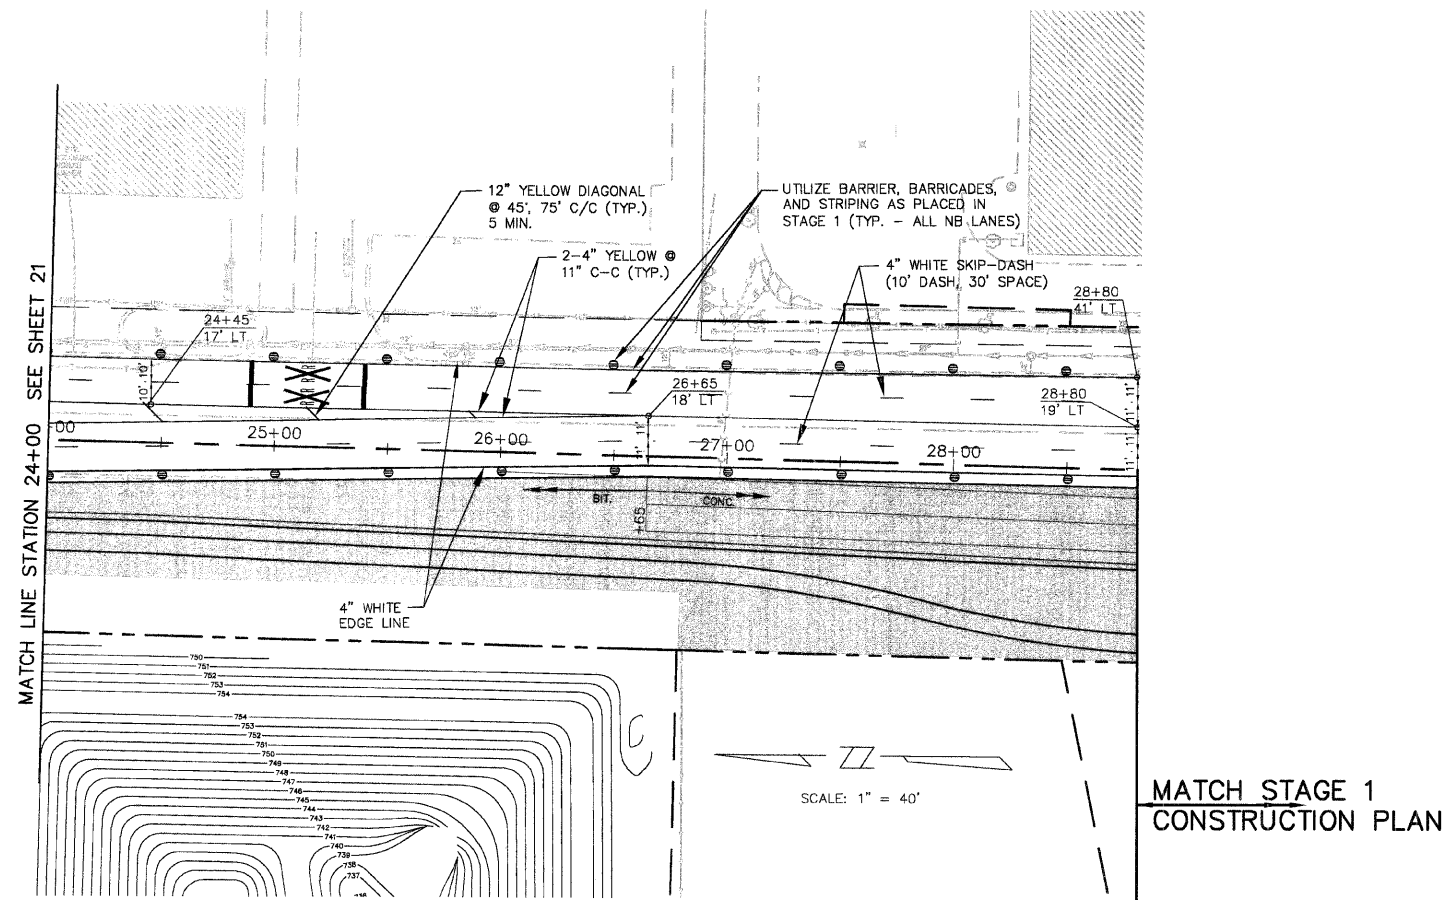 12" YELLOW DIAGONAL
@ 45°, 75' C/C (TYP.)
5 MIN.
UTILIZE BARRIER, BARRICADES,
AND STRIPING AS PLACED IN
STAGE 1 (TYP. - ALL NB LANES)
2-4" YELLOW @
11" C-C (TYP.)
4" WHITE SKIP-DASH
(10' DASH, 30' SPACE)
28+80
41' LT
24+45
17' LT
MATCH LINE STATION 24+00 SEE SHEET 21
10' 10'
RXR RXR
26+65
18' LT
28+80
19' LT
11' 11'
11' 11'
11' 11'
00
25+00
26+00
27+00
28+00
BIT.
CONC.
+65
4" WHITE
EDGE LINE
750
751
752
753
754
754
753
752
751
750
749
748
747
746
745
744
743
742
741
740
739
738
737
736
SCALE: 1" = 40'
MATCH STAGE 1
CONSTRUCTION PLAN